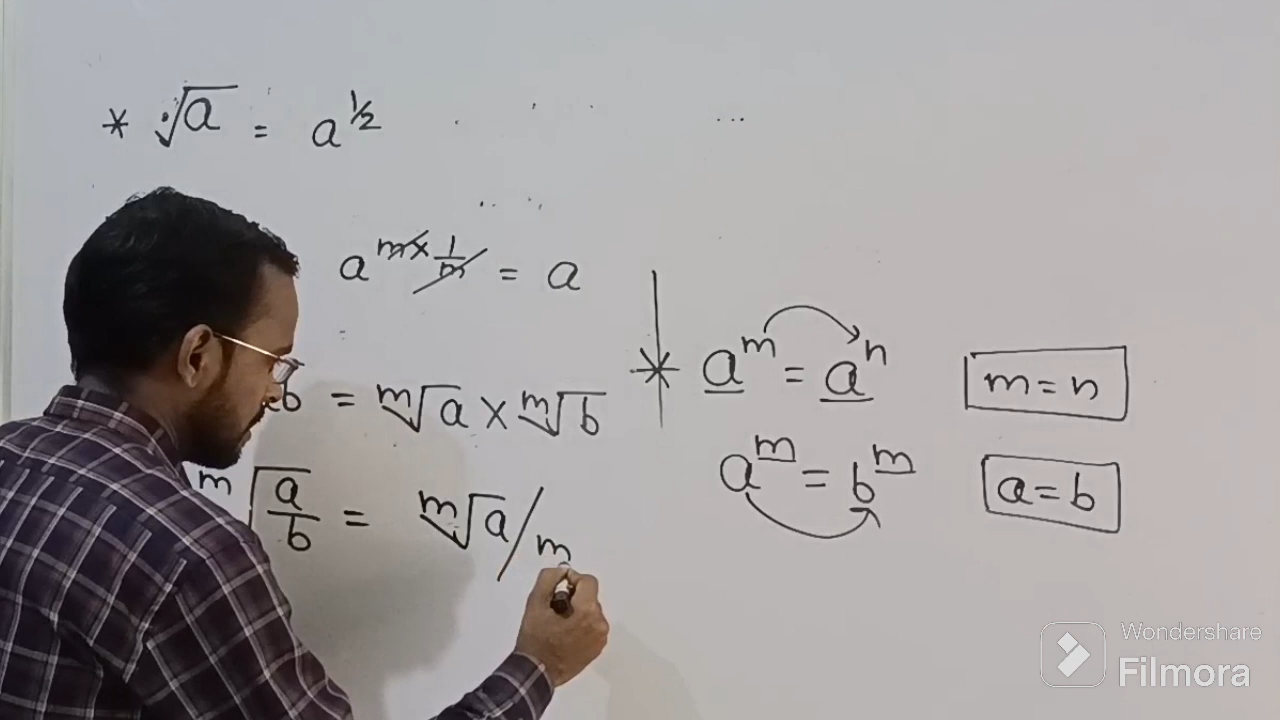 * √a = a^1/2
a^m×1/m = a
b = ᵐ√a × ᵐ√b
ᵐ√a/b = ᵐ√a / m
* a^m = a^n m = n
a^m = b^m a = b
Wondershare
Filmora